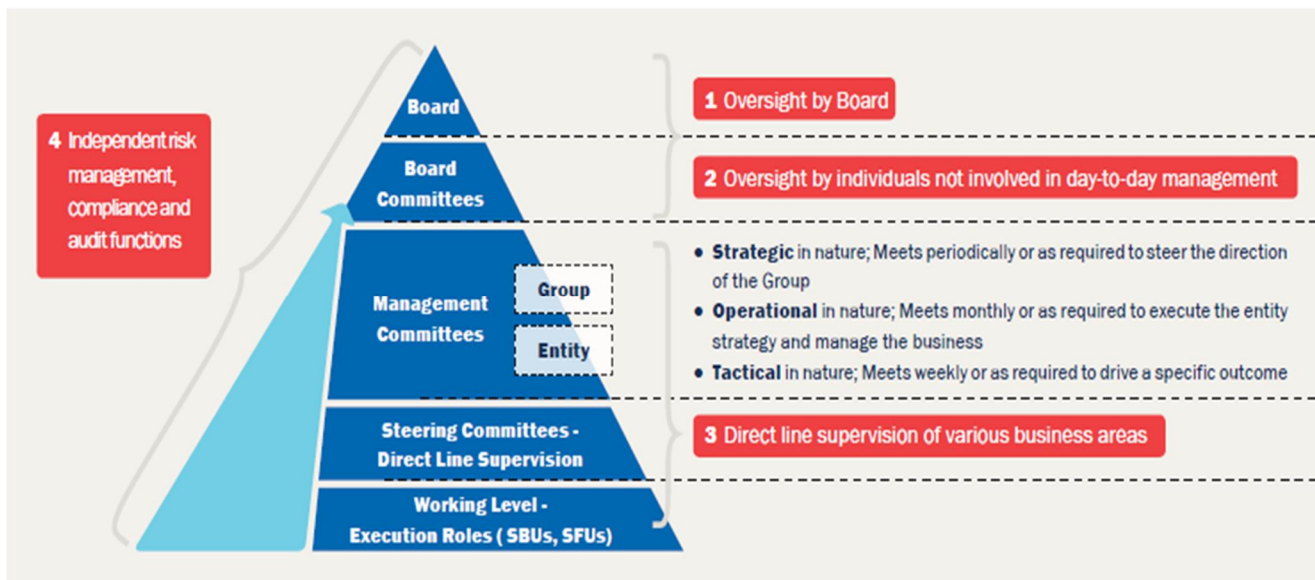 4 Independent risk
management,
compliance and
audit functions
Board
Board
Committees
Management
Committees
Group
Entity
Steering Committees -
Direct Line Supervision
Working Level -
Execution Roles ( SBUs, SFUs)
1 Oversight by Board
2 Oversight by individuals not involved in day-to-day management
• Strategic in nature; Meets periodically or as required to steer the direction
of the Group
• Operational in nature; Meets monthly or as required to execute the entity
strategy and manage the business
• Tactical in nature; Meets weekly or as required to drive a specific outcome
3 Direct line supervision of various business areas